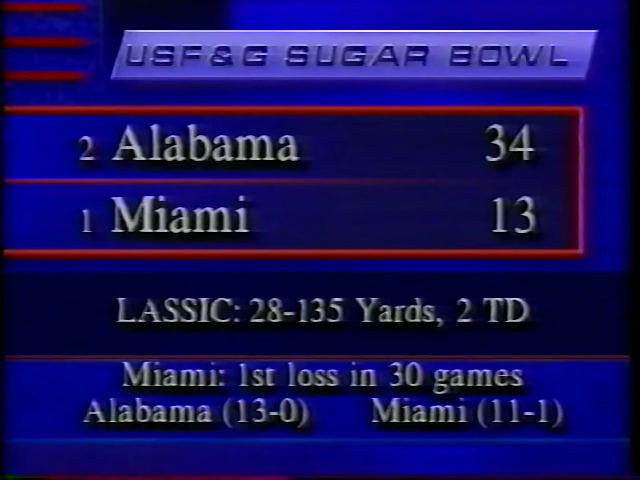 USF&G SUGAR BOWL
2 Alabama 34
1 Miami 13
LASSIC: 28-135 Yards, 2 TD
Miami: 1st loss in 30 games
Alabama (13-0) Miami (11-1)